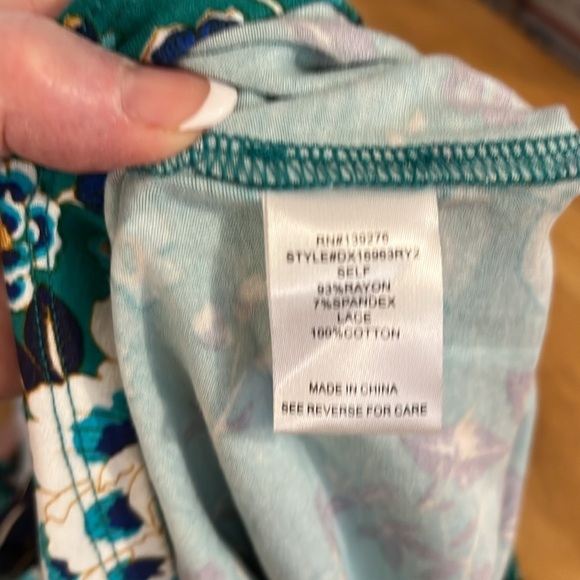 RN#139276
STYLE#DX16963RY2
SELF
93%RAYON
7%SPANDEX
LACE
100%COTTON
MADE IN CHINA
SEE REVERSE FOR CARE